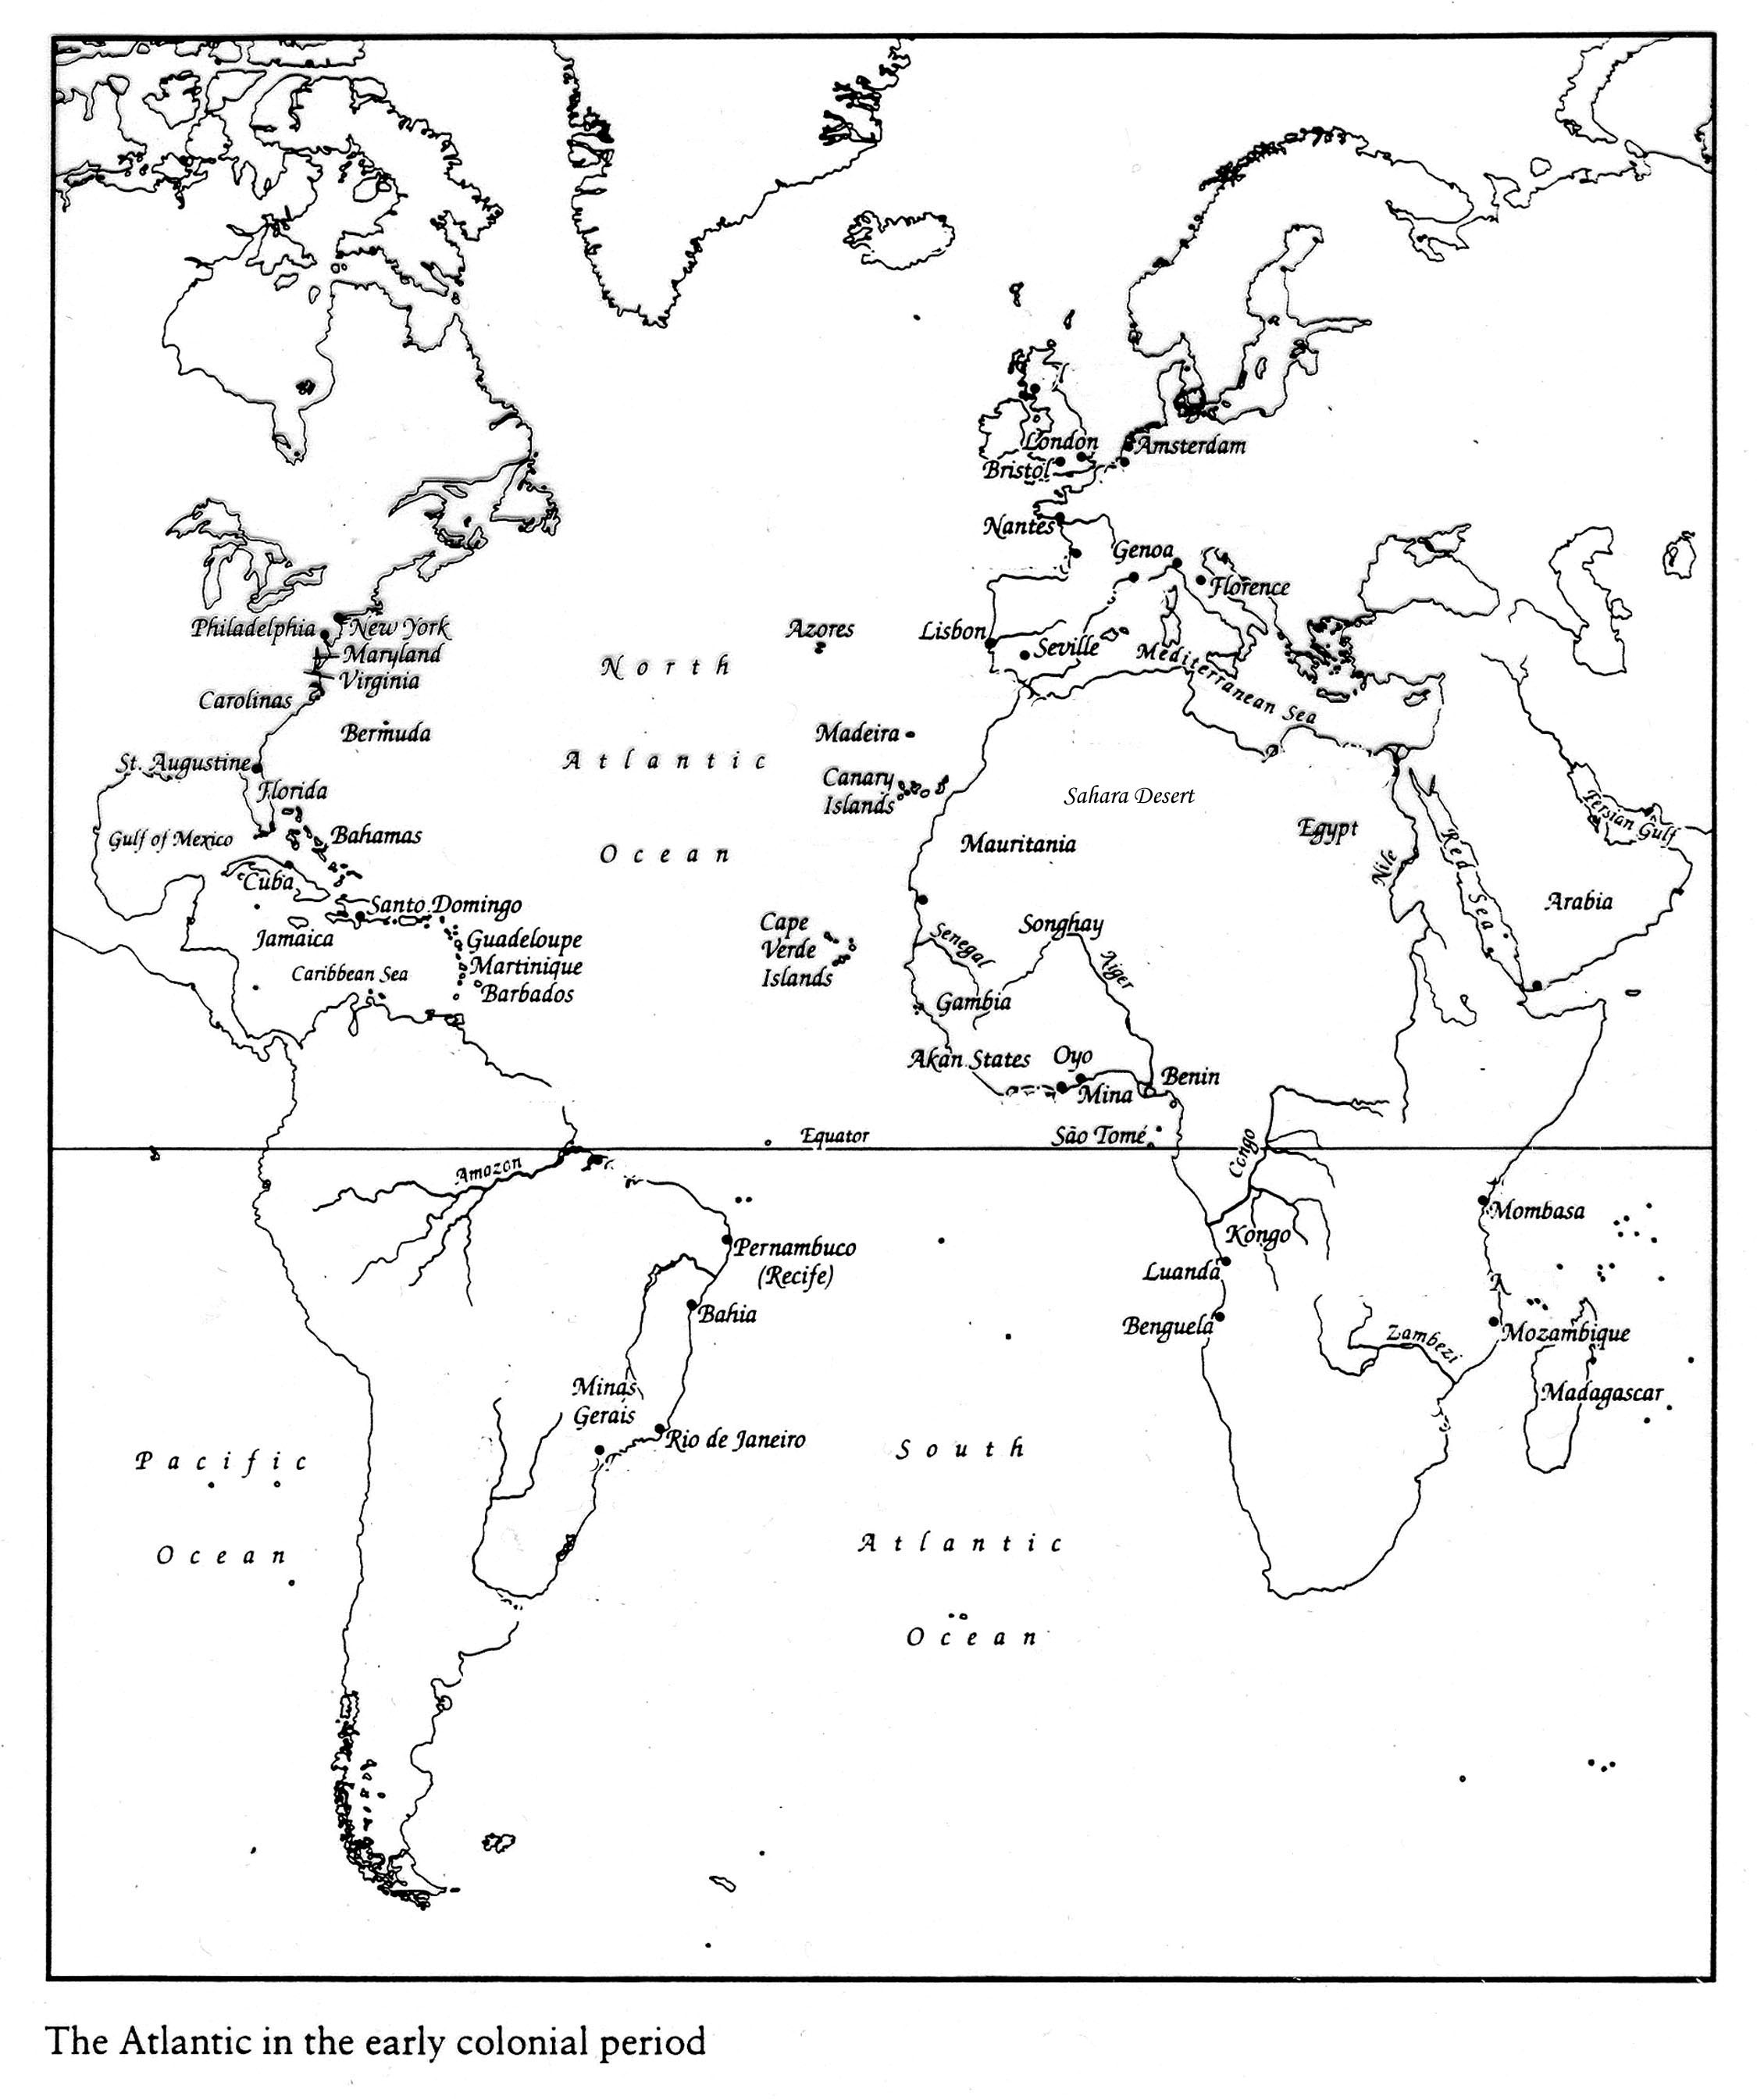 London
Amsterdam
Bristol
Nantes
Genoa
Florence
Philadelphia
New York
Azores
Lisbon
Seville
Maryland
Mediterranean Sea
Virginia
North
Carolinas
Bermuda
Madeira
Atlantic
St. Augustine
Canary
Islands
Florida
Sahara Desert
Persian Gulf
Gulf of Mexico
Bahamas
Ocean
Mauritania
Egypt
Nile
Red Sea
Cuba
Arabia
Santo Domingo
Jamaica
Guadeloupe
Cape
Verde
Islands
Senegal
Songhay
Niger
Caribbean Sea
Martinique
Barbados
Gambia
Akan States
Oyo
Mina
Benin
Equator
São Tomé
Amazon
Congo
Mombasa
Kongo
Pernambuco
(Recife)
Luanda
Bahia
Benguela
Mozambique
Zambezi
Minas
Gerais
Madagascar
Rio de Janeiro
Pacific
Ocean
South
Atlantic
Ocean
The Atlantic in the early colonial period